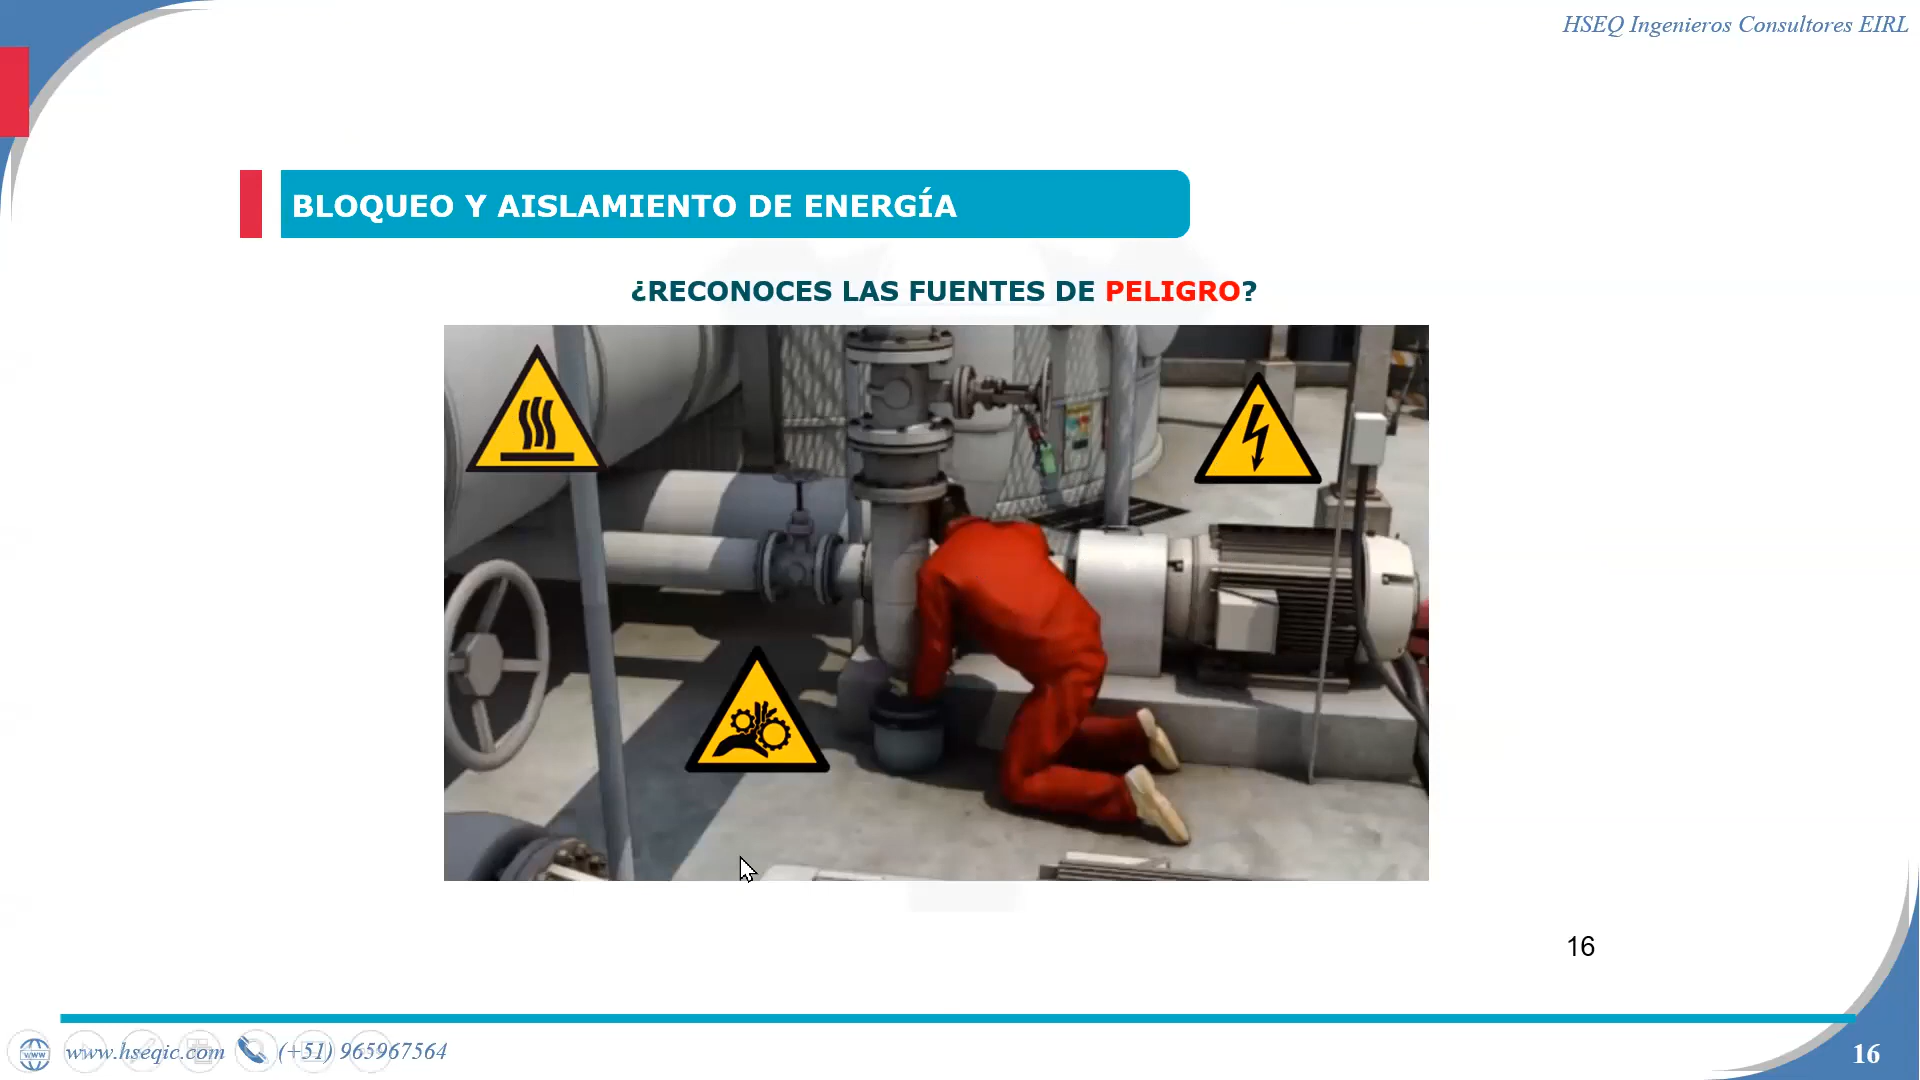 HSEQ Ingenieros Consultores EIRL
BLOQUEO Y AISLAMIENTO DE ENERGÍA
¿RECONOCES LAS FUENTES DE PELIGRO?
16
www.hseqic.com (+51) 965967564
16